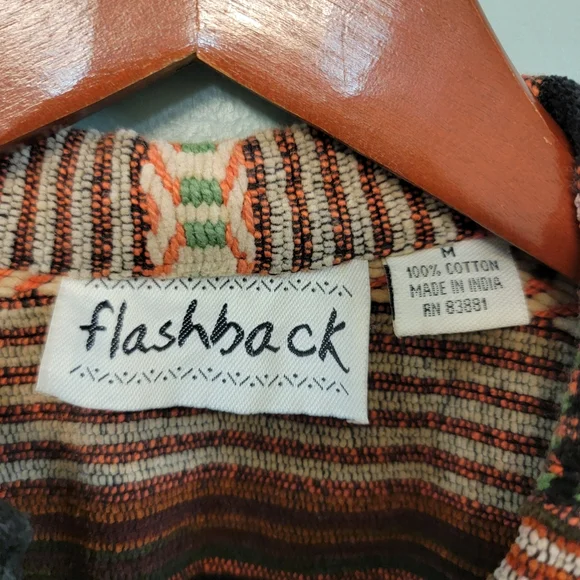 flashback
M
100% COTTON
MADE IN INDIA
RN 83881